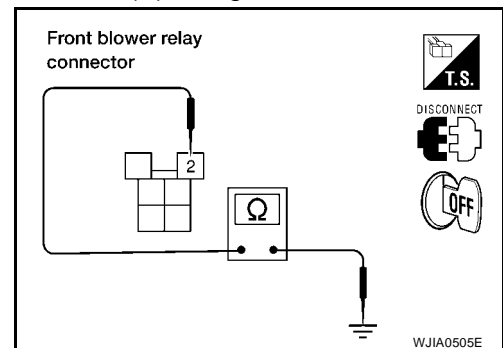 Front blower relay
connector
T.S.
DISCONNECT
2
Ω
OFF
WJIA0505E